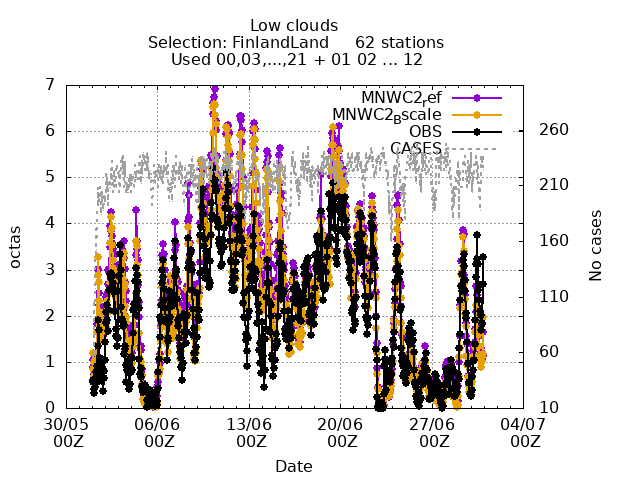 Low clouds
Selection: FinlandLand     62 stations
Used 00,03,...,21 + 01 02 ... 12
MNWC2ref
MNWC2Bscale
OBS
CASES
octas
7
6
5
4
3
2
1
0
No cases
260
210
160
110
60
10
30/05 06/06 13/06 20/06 27/06 04/07
00Z 00Z 00Z 00Z 00Z 00Z
Date